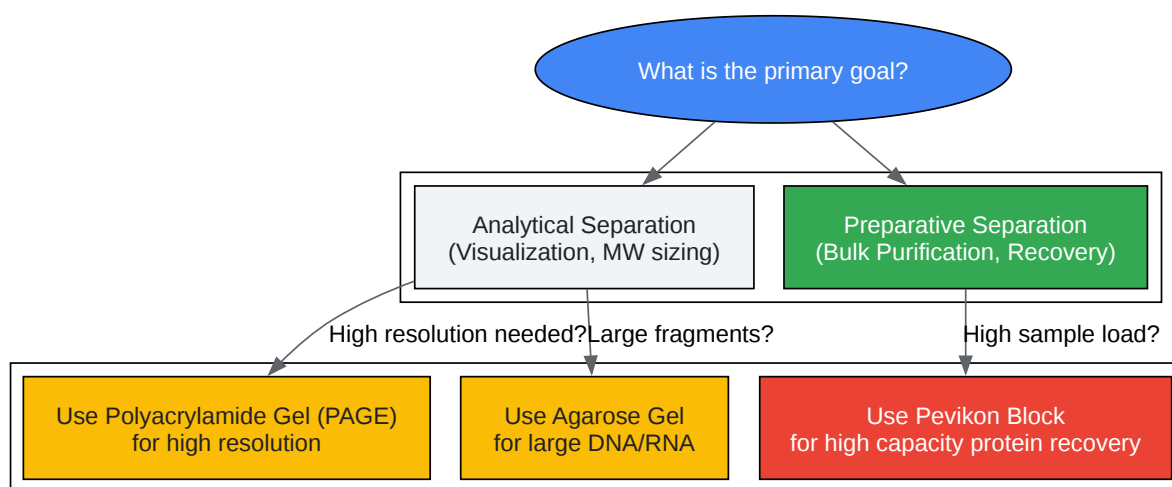 What is the primary goal?
Analytical Separation
(Visualization, MW sizing)
Preparative Separation
(Bulk Purification, Recovery)
High resolution needed?
Large fragments?
High sample load?
Use Polyacrylamide Gel (PAGE)
for high resolution
Use Agarose Gel
for large DNA/RNA
Use Pevikon Block
for high capacity protein recovery